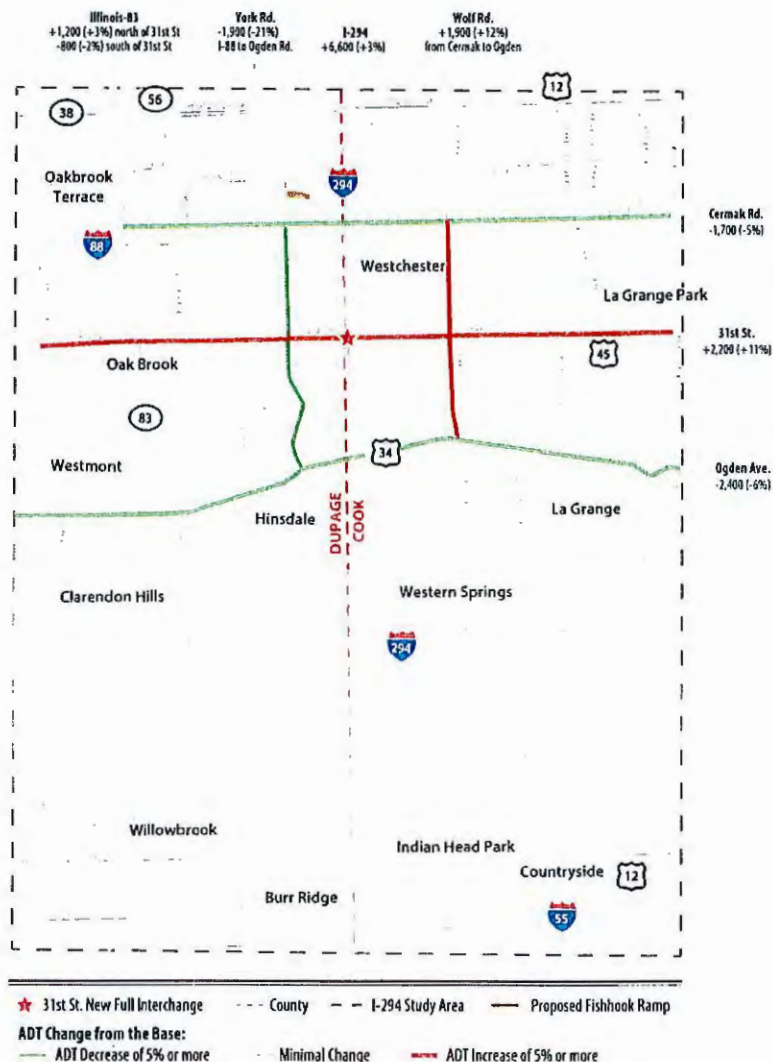 Illinois-83
+1,200 (+3%) north of 31st St
-800 (-2%) south of 31st St
York Rd.
-1,900 (-21%)
I-88 to Ogden Rd.
I-294
+6,600 (+3%)
Wolf Rd.
+1,900 (+12%)
from Cermak to Ogden
12
38
56
Oakbrook
Terrace
294
88
Cermak Rd.
-1,700 (-5%)
Westchester
La Grange Park
31st St.
+2,200 (+11%)
45
Oak Brook
83
34
Westmont
Ogden Ave.
-2,400 (-6%)
Hinsdale
DUPAGE
COOK
La Grange
Clarendon Hills
Western Springs
294
Willowbrook
Indian Head Park
Countryside
12
Burr Ridge
55
31st St. New Full Interchange
County
I-294 Study Area
Proposed Fishhook Ramp
ADT Change from the Base:
ADT Decrease of 5% or more
Minimal Change
ADT Increase of 5% or more